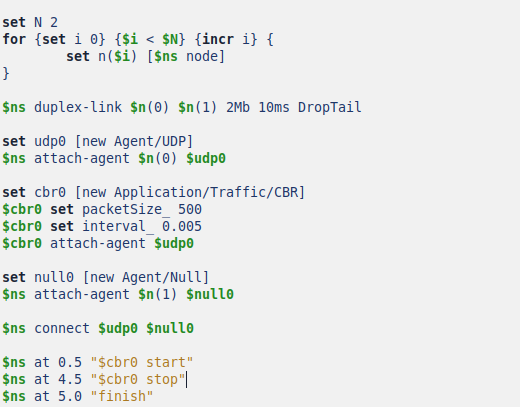 set N 2
for {set i 0} {$i < $N} {incr i} {
        set n($i) [$ns node]
}

$ns duplex-link $n(0) $n(1) 2Mb 10ms DropTail

set udp0 [new Agent/UDP]
$ns attach-agent $n(0) $udp0

set cbr0 [new Application/Traffic/CBR]
$cbr0 set packetSize_ 500
$cbr0 set interval_ 0.005
$cbr0 attach-agent $udp0

set null0 [new Agent/Null]
$ns attach-agent $n(1) $null0

$ns connect $udp0 $null0

$ns at 0.5 "$cbr0 start"
$ns at 4.5 "$cbr0 stop"
$ns at 5.0 "finish"